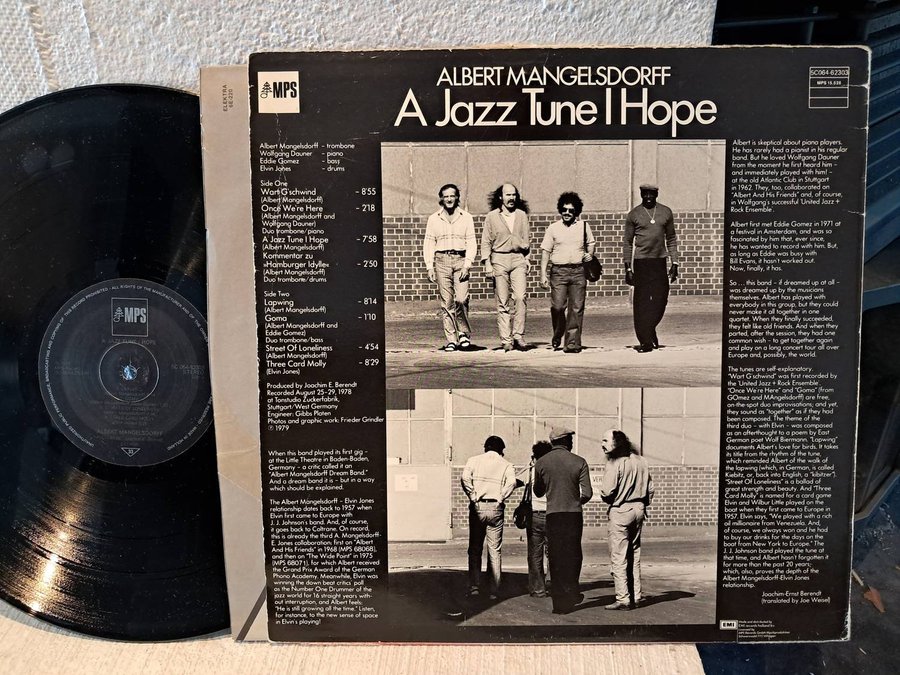 MPS
ALBERT MANGELSDORFF
A Jazz Tune I Hope
5C064-62303
MPS 15.528
ELEKTRA
6E-220
Albert Mangelsdorff - trombone
Wolfgang Dauner - piano
Eddie Gomez - basy
Elvin Jones - drums
Side One
Wart G'schwind - 8'55
(Albert Mangelsdorff)
Once We're Here - 2'18
(Albert Mangelsdorff and
Wolfgang Dauner)
Duo trombone/piano
A Jazz Tune I Hope - 7'58
(Albert Mangelsdorff)
Kommentar zu
»Hamburger Idylle« - 2'50
(Albert Mangelsdorff)
Duo trombone/drums
Side Two
Lapwing - 8'14
(Albert Mangelsdorff)
Goma - 1'10
(Albert Mangelsdorff and
Eddie Gomez)
Duo trombone/bass
Street Of Loneliness - 4'54
(Albert Mangelsdorff)
Three Card Molly - 8'29
(Elvin Jones)
Produced by Joachim E. Berendt
Recorded August 25-29, 1978
at Tonstudio Zuckerfabrik,
Stuttgart/West Germany
Engineer: Gibbs Platen
Photos and graphic work: Frieder Grindler
℗ 1979
When this band played its first gig -
at the Little Theatre in Baden-Baden,
Germany - a critic called it an
"Albert Mangelsdorff Dream Band."
And a dream band it is - but in a way
which should be explained.
The Albert Mangelsdorff - Elvin Jones
relationship dates back to 1957 when
Elvin first came to Europe with
J. J. Johnson's band. And, of course,
it goes back to Coltrane. On record,
this is already the third A. Mangelsdorff-
E. Jones collaboration: first on "Albert
And His Friends" in 1968 (MPS 68068),
and then on "The Wide Point" in 1975
(MPS 68071), for which Albert received
the Grand Prix Award of the German
Phono Academy. Meanwhile, Elvin was
winning the down beat critics poll
as the Number One Drummer of the
jazz world for 16 straight years with-
out interruption, and Albert feels:
"He is still growing all the time." Listen,
for instance, to the new sense of space
in Elvin's playing!
Albert is skeptical about piano players.
He has rarely had a pianist in his regular
band. But he loved Wolfgang Dauner
from the moment he first heard him -
and immediately played with him! -
at the old Atlantic Club in Stuttgart
in 1962. They, too, collaborated on
"Albert And His Friends" and, of course,
in Wolfgang's successful 'United Jazz +
Rock Ensemble'.
Albert first met Eddie Gomez in 1971 at
a festival in Amsterdam, and was so
fascinated by him that, ever since,
he has wanted to record with him. But,
as long as Eddie was busy with
Bill Evans, it hasn't worked out.
Now, finally, it has.
So ... this band - if dreamed up at all -
was dreamed up by the musicians
themselves. Albert has played with
everybody in this group, but they could
never make it all together in one
quartet. When they finally succeeded,
they felt like old friends. And when they
parted, after the session, they had one
common wish - to get together again
and play on a long concert tour all over
Europe and, possibly, the world.
The tunes are self-explanatory.
"Wart G'schwind" was first recorded by
the 'United Jazz + Rock Ensemble'.
"Once We're Here" and "Goma" (from
GOmez and MAngelsdorff) are free,
on-the-spot duo improvisations; and yet,
they sound as "together" as if they had
been composed. The theme of the
third duo - with Elvin - was composed
as an afterthought to a poem by East
German poet Wolf Biermann. "Lapwing"
documents Albert's love for birds. It takes
its title from the rhythm of the tune,
which reminded Albert of the walk of
the lapwing (which, in German, is called
Kiebitz, or, back into English, a "kibitzer").
"Street Of Loneliness" is a ballad of
great strength and beauty. And "Three
Card Molly" is named for a card game
Elvin and Wilbur Little played on the
boat when they first came to Europe in
1957. Elvin says, "We played with a rich
oil millionaire from Venezuela. And,
of course, we always won and he had
to buy our drinks for the days on the
boat from New York to Europe." The
J. J. Johnson band played the tune at
that time, and Albert hasn't forgotten it
for more than the past 20 years;
which, also, proves the depth of the
Albert Mangelsdorff-Elvin Jones
relationship.
Joachim-Ernst Berendt
(translated by Joe Weisel)
EMI
MPS
A JAZZ TUNE I HOPE
5C 064-62303
STEREO
ALBERT MANGELSDORFF
33